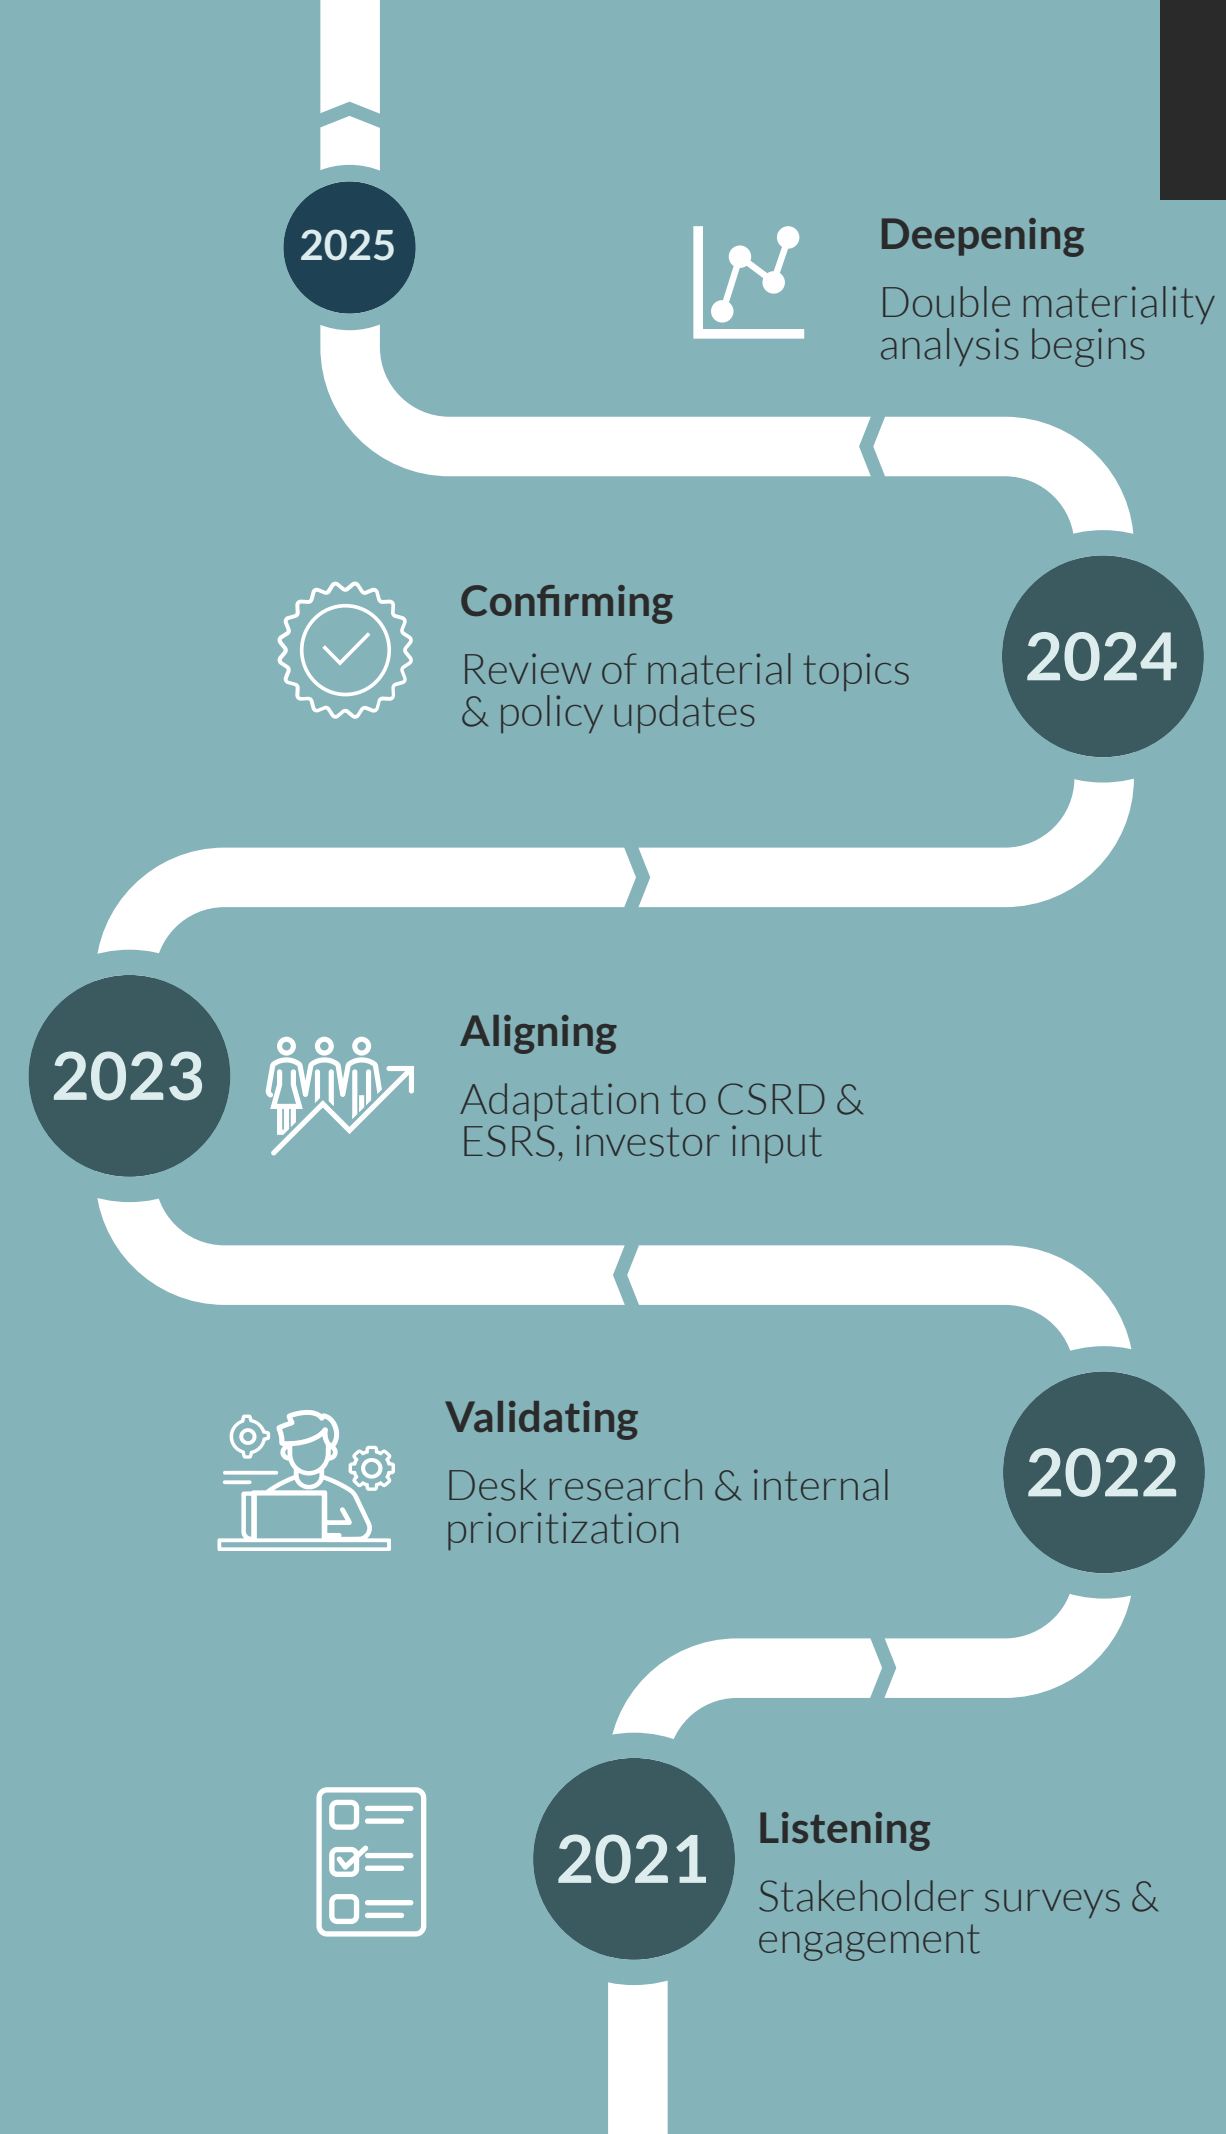 2025
Deepening
Double materiality
analysis begins
Confirming
Review of material topics
& policy updates
2024
2023
Aligning
Adaptation to CSRD &
ESRS, investor input
Validating
Desk research & internal
prioritization
2022
2021
Listening
Stakeholder surveys &
engagement